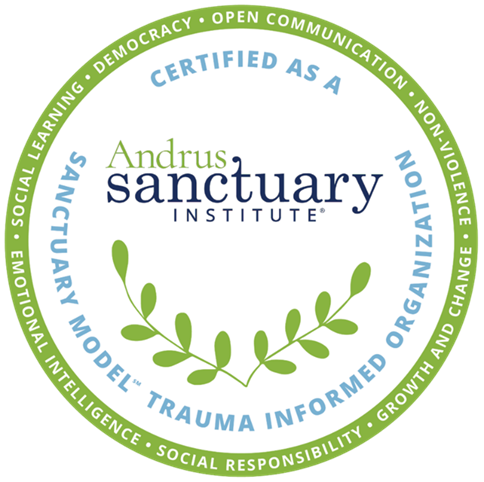 SOCIAL LEARNING • DEMOCRACY • OPEN COMMUNICATION • NON-VIOLENCE • GROWTH AND CHANGE • SOCIAL RESPONSIBILITY • EMOTIONAL INTELLIGENCE •
CERTIFIED AS A
Andrus
sanctuary
INSTITUTE®
SANCTUARY MODEL℠ TRAUMA INFORMED ORGANIZATION